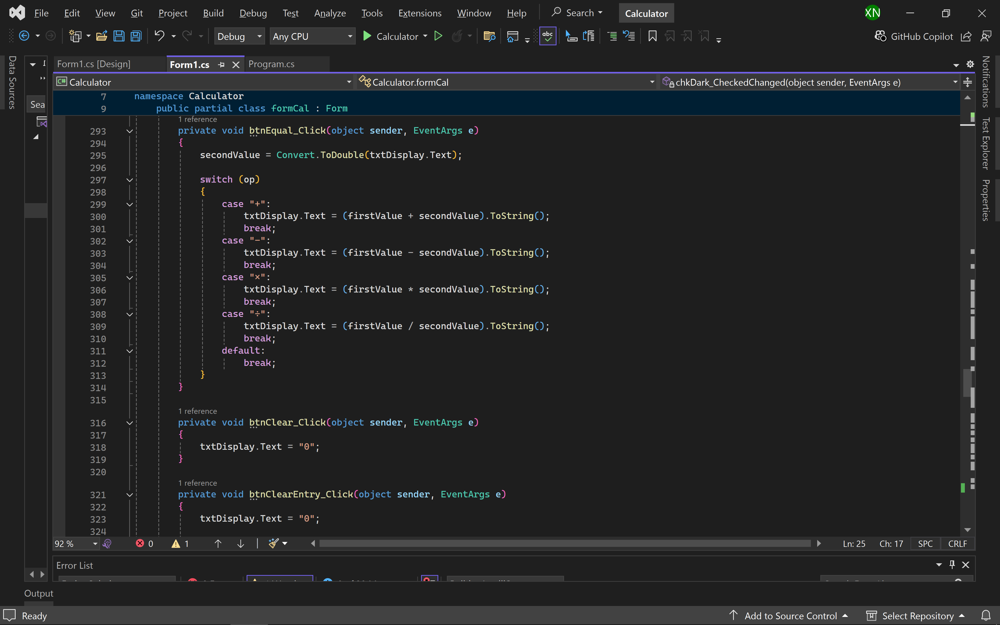 File Edit View Git Project Build Debug Test Analyze Tools Extensions Window Help Search Calculator XN
Debug Any CPU Calculator abc GitHub Copilot
Data Sources
Sea
Form1.cs [Design] Form1.cs Program.cs
C# Calculator Calculator.formCal chkDark_CheckedChanged(object sender, EventArgs e)
7 namespace Calculator
9 public partial class formCal : Form
1 reference
293 private void btnEqual_Click(object sender, EventArgs e)
294 {
295 secondValue = Convert.ToDouble(txtDisplay.Text);
296
297 switch (op)
298 {
299 case "+":
300 txtDisplay.Text = (firstValue + secondValue).ToString();
301 break;
302 case "−":
303 txtDisplay.Text = (firstValue - secondValue).ToString();
304 break;
305 case "×":
306 txtDisplay.Text = (firstValue * secondValue).ToString();
307 break;
308 case "÷":
309 txtDisplay.Text = (firstValue / secondValue).ToString();
310 break;
311 default:
312 break;
313 }
314 }
315
1 reference
316 private void btnClear_Click(object sender, EventArgs e)
317 {
318 txtDisplay.Text = "0";
319 }
320
1 reference
321 private void btnClearEntry_Click(object sender, EventArgs e)
322 {
323 txtDisplay.Text = "0";
324
92 % 0 1 Ln: 25 Ch: 17 SPC CRLF
Error List
Output
Ready Add to Source Control Select Repository
Notifications
Test Explorer
Properties